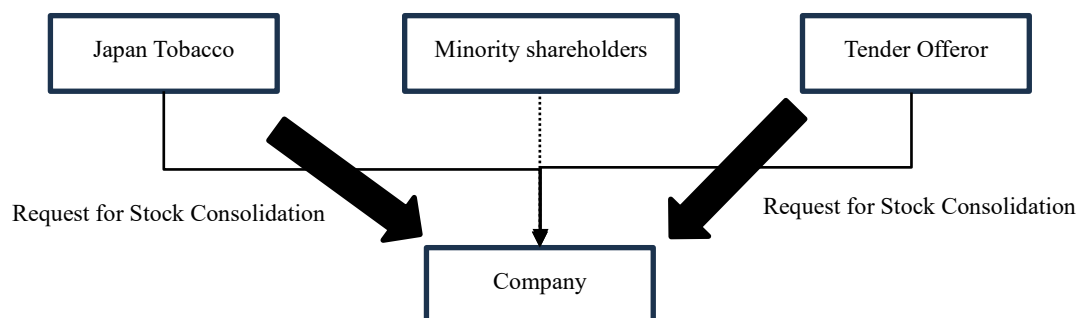 Japan Tobacco
Minority shareholders
Tender Offeror
Request for Stock Consolidation
Request for Stock Consolidation
Company